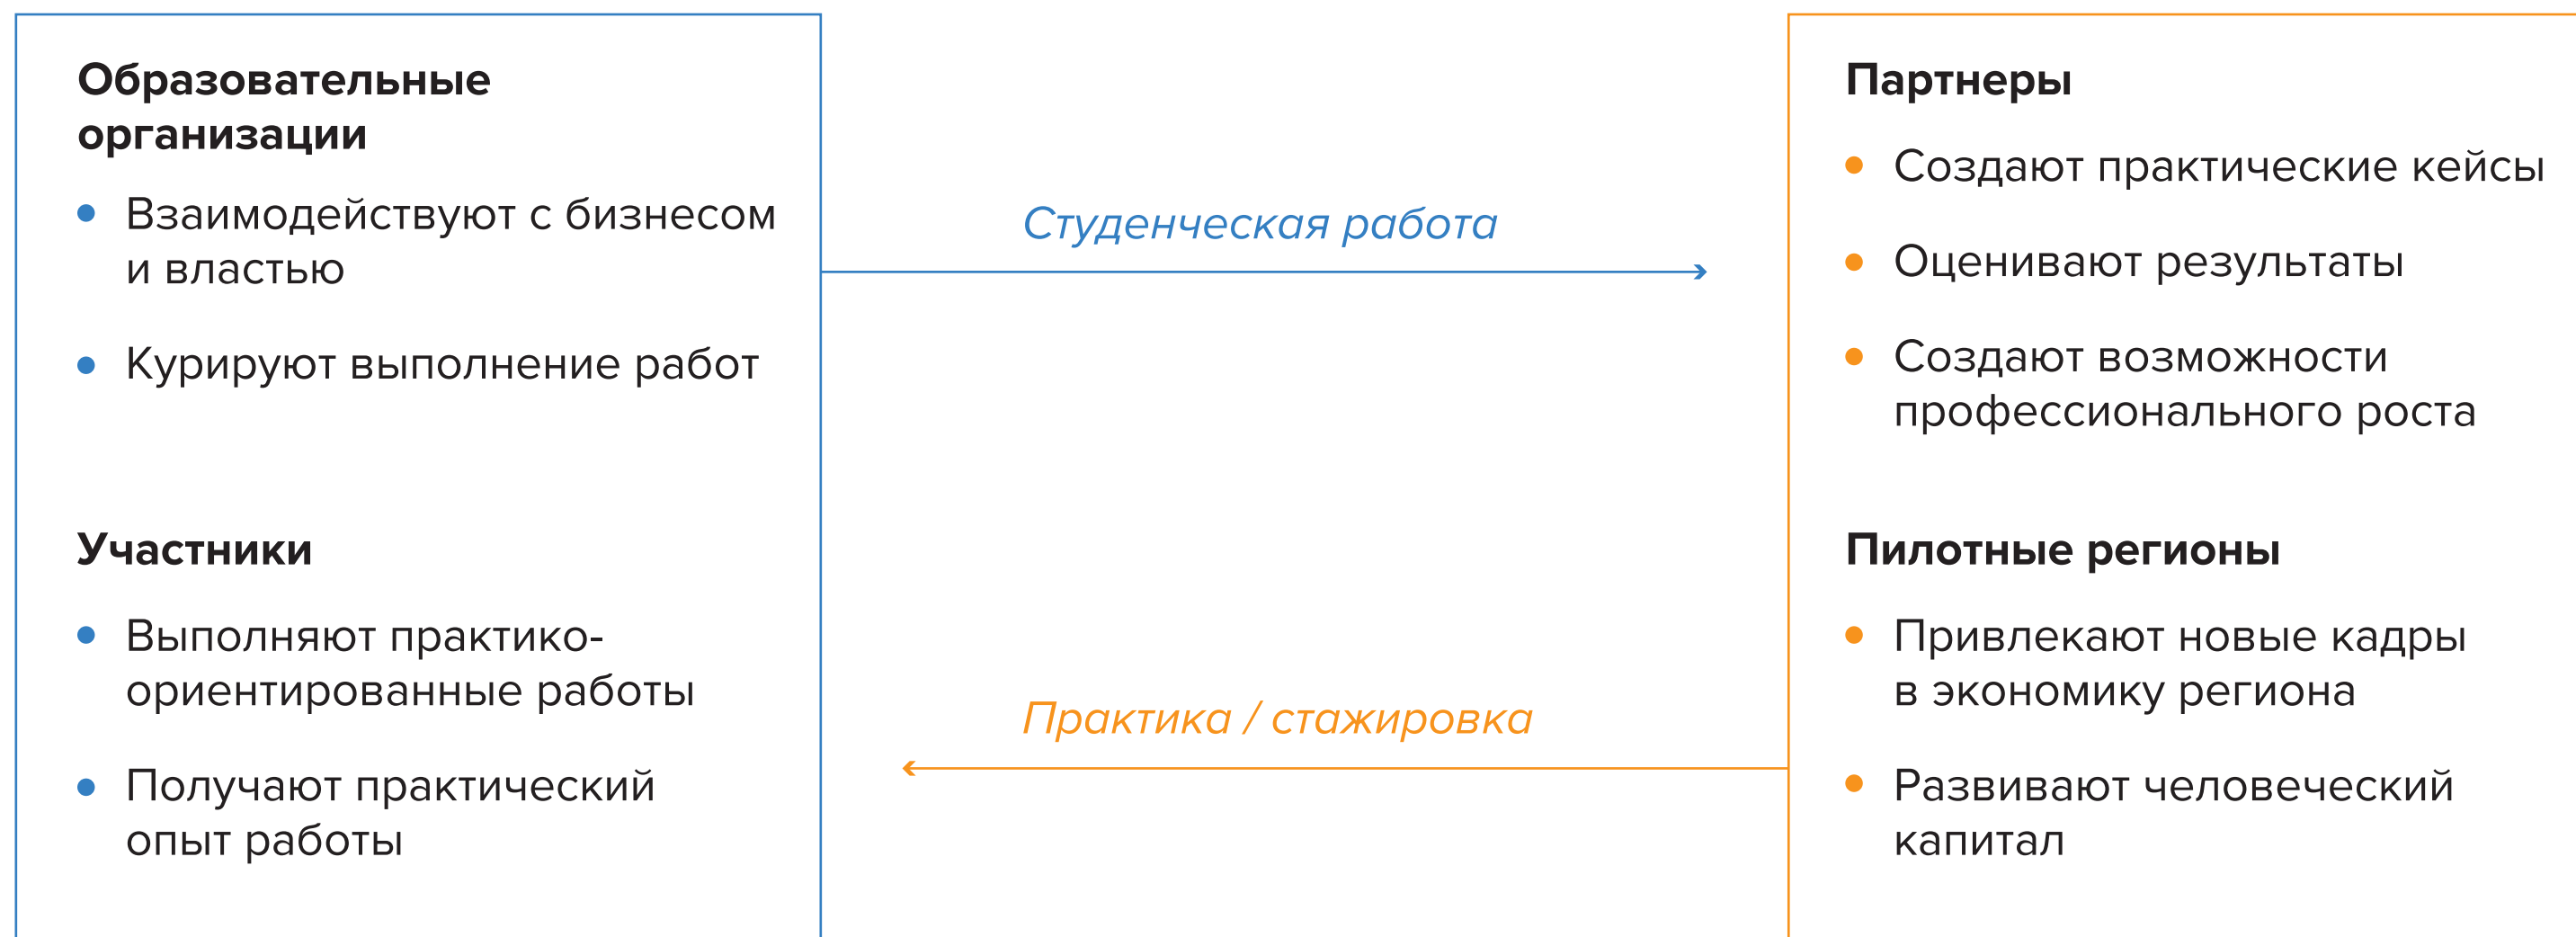 Образовательные
организации
Взаимодействуют с бизнесом
и властью
Курируют выполнение работ
Участники
Выполняют практико-
ориентированные работы
Получают практический
опыт работы
Студенческая работа
Практика / стажировка
Партнеры
Создают практические кейсы
Оценивают результаты
Создают возможности
профессионального роста
Пилотные регионы
Привлекают новые кадры
в экономику региона
Развивают человеческий
капитал